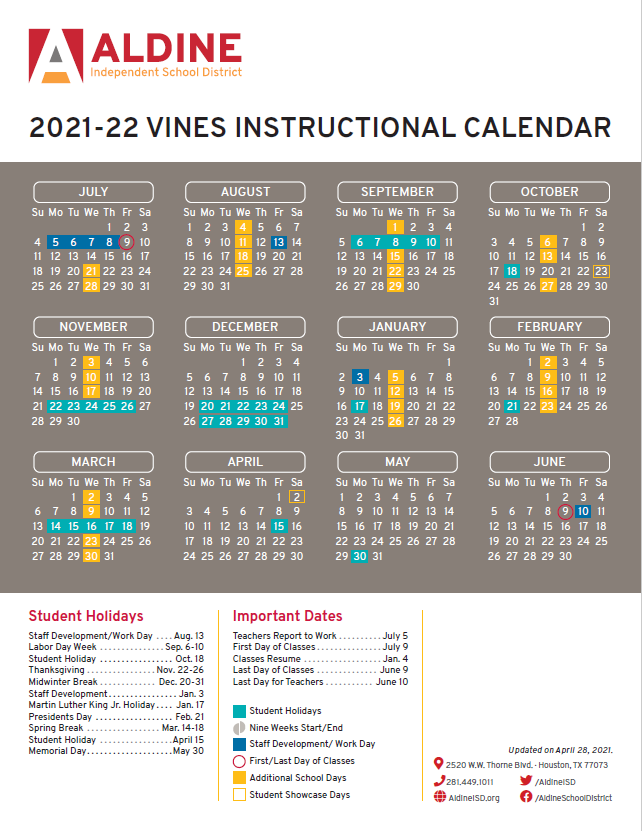 ALDINE
Independent School District
2021-22 VINES INSTRUCTIONAL CALENDAR
JULY
Su Mo Tu We Th Fr Sa
1 2 3
4 5 6 7 8 9 10
11 12 13 14 15 16 17
18 19 20 21 22 23 24
25 26 27 28 29 30 31
AUGUST
Su Mo Tu We Th Fr Sa
1 2 3 4 5 6 7
8 9 10 11 12 13 14
15 16 17 18 19 20 21
22 23 24 25 26 27 28
29 30 31
SEPTEMBER
Su Mo Tu We Th Fr Sa
1 2 3 4
5 6 7 8 9 10 11
12 13 14 15 16 17 18
19 20 21 22 23 24 25
26 27 28 29 30
OCTOBER
Su Mo Tu We Th Fr Sa
1 2
3 4 5 6 7 8 9
10 11 12 13 14 15 16
17 18 19 20 21 22 23
24 25 26 27 28 29 30
31
NOVEMBER
Su Mo Tu We Th Fr Sa
1 2 3 4 5 6
7 8 9 10 11 12 13
14 15 16 17 18 19 20
21 22 23 24 25 26 27
28 29 30
DECEMBER
Su Mo Tu We Th Fr Sa
1 2 3 4
5 6 7 8 9 10 11
12 13 14 15 16 17 18
19 20 21 22 23 24 25
26 27 28 29 30 31
JANUARY
Su Mo Tu We Th Fr Sa
1
2 3 4 5 6 7 8
9 10 11 12 13 14 15
16 17 18 19 20 21 22
23 24 25 26 27 28 29
30 31
FEBRUARY
Su Mo Tu We Th Fr Sa
1 2 3 4 5
6 7 8 9 10 11 12
13 14 15 16 17 18 19
20 21 22 23 24 25 26
27 28
MARCH
Su Mo Tu We Th Fr Sa
1 2 3 4 5
6 7 8 9 10 11 12
13 14 15 16 17 18 19
20 21 22 23 24 25 26
27 28 29 30 31
APRIL
Su Mo Tu We Th Fr Sa
1 2
3 4 5 6 7 8 9
10 11 12 13 14 15 16
17 18 19 20 21 22 23
24 25 26 27 28 29 30
MAY
Su Mo Tu We Th Fr Sa
1 2 3 4 5 6 7
8 9 10 11 12 13 14
15 16 17 18 19 20 21
22 23 24 25 26 27 28
29 30 31
JUNE
Su Mo Tu We Th Fr Sa
1 2 3 4
5 6 7 8 9 10 11
12 13 14 15 16 17 18
19 20 21 22 23 24 25
26 27 28 29 30
Student Holidays
Staff Development/Work Day .... Aug. 13
Labor Day Week .............. Sep. 6-10
Student Holiday ................. Oct. 18
Thanksgiving ............... Nov. 22-26
Midwinter Break ............ Dec. 20-31
Staff Development............... Jan. 3
Martin Luther King Jr. Holiday.... Jan. 17
Presidents Day ................. Feb. 21
Spring Break ............... Mar. 14-18
Student Holiday ................ April 15
Memorial Day.................... May 30
Important Dates
Teachers Report to Work ..........July 5
First Day of Classes...............July 9
Classes Resume .................. Jan. 4
Last Day of Classes .............. June 9
Last Day for Teachers ........... June 10
Student Holidays
Nine Weeks Start/End
Staff Development/ Work Day
First/Last Day of Classes
Additional School Days
Student Showcase Days
Updated on April 28, 2021.
2520 W.W. Thorne Blvd. · Houston, TX 77073
281.449.1011
/AldineISD
AldineISD.org
/AldineSchoolDistrict